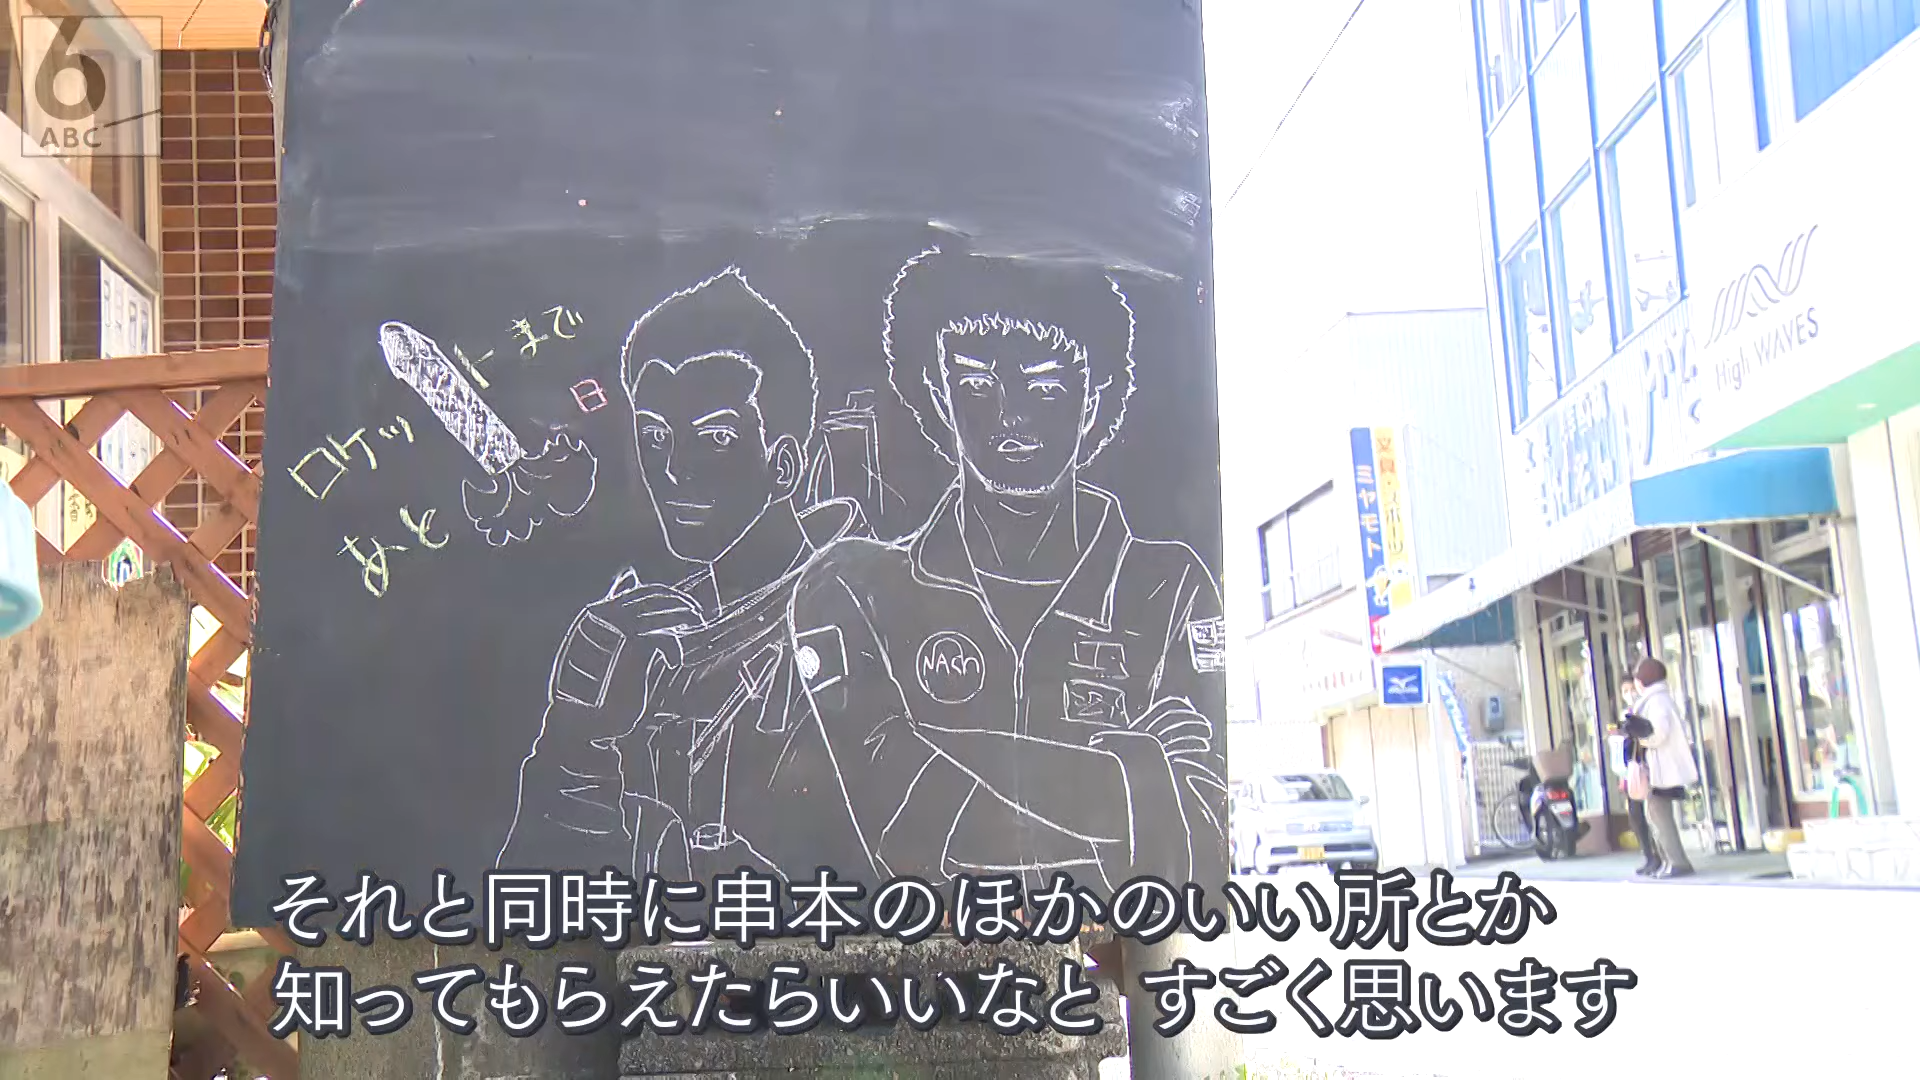 6
ABC
ロケットまで
日
あと
NASA
High WAVES
文具・スポーツ
ミヤモト
それと同時に串本のほかのいい所とか
知ってもらえたらいいなと すごく思います